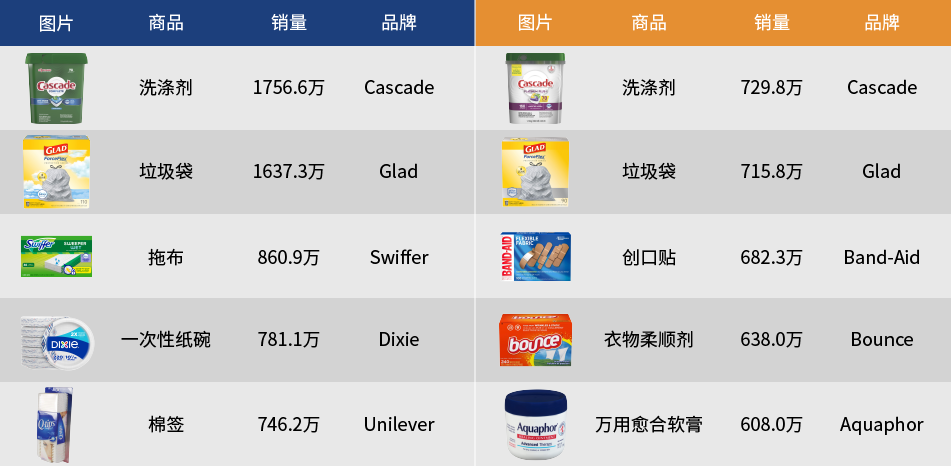 图片 商品 销量 品牌 图片 商品 销量 品牌
Cascade 洗涤剂 1756.6万 Cascade Cascade 洗涤剂 729.8万 Cascade
GLAD ForceFlex 110 垃圾袋 1637.3万 Glad GLAD ForceFlex 垃圾袋 715.8万 Glad
Swiffer SWEEPER WET 拖布 860.9万 Swiffer BAND-AID FLEXIBLE FABRIC 创口贴 682.3万 Band-Aid
DIXIE 一次性纸碗 781.1万 Dixie bounce 衣物柔顺剂 638.0万 Bounce
Q-tips 棉签 746.2万 Unilever Aquaphor Advanced Therapy 万用愈合软膏 608.0万 Aquaphor